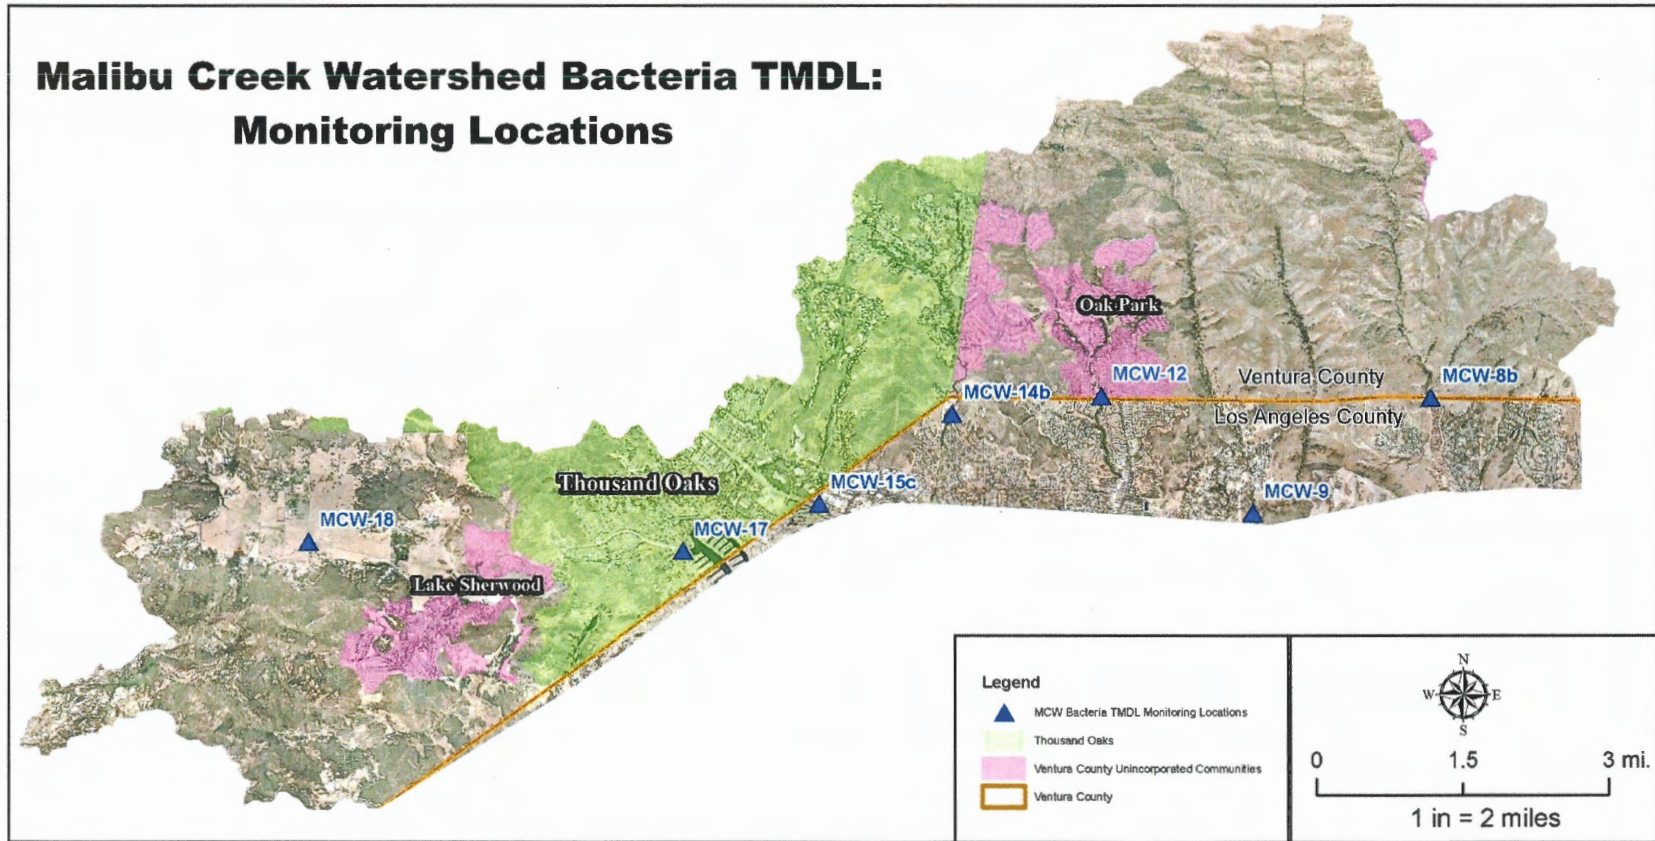 Malibu Creek Watershed Bacteria TMDL:
Monitoring Locations
Oak Park
MCW-12
Ventura County
MCW-8b
MCW-14b
Los Angeles County
Thousand Oaks
MCW-15c
MCW-9
MCW-18
MCW-17
Lake Sherwood
Legend
MCW Bacteria TMDL Monitoring Locations
Thousand Oaks
Ventura County Unincorporated Communities
Ventura County
N
W
E
S
0 1.5 3 mi.
1 in = 2 miles